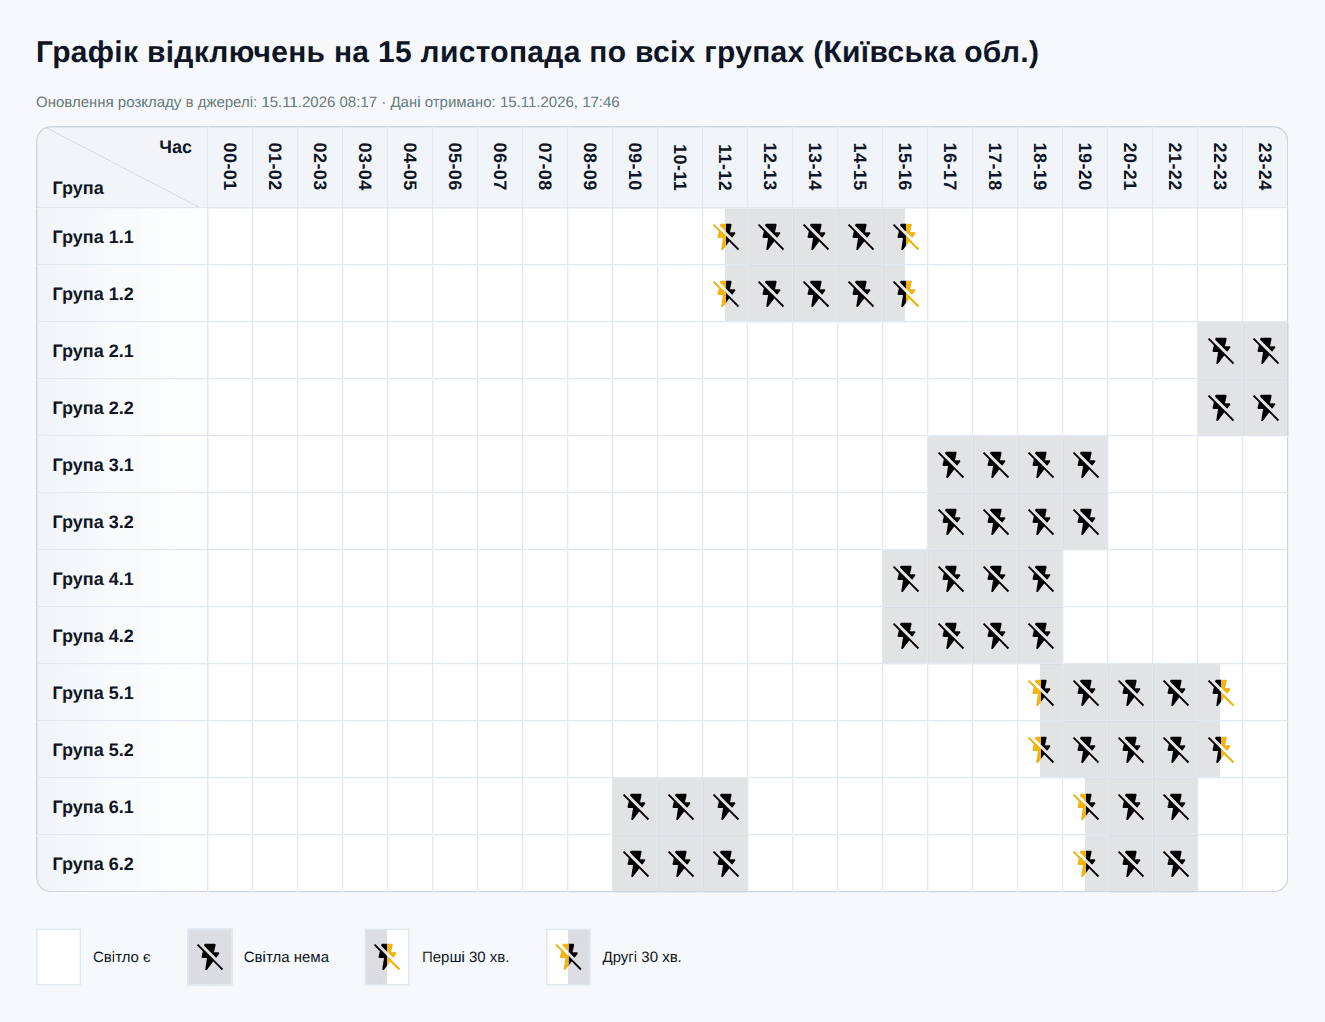 Графік відключень на 15 листопада по всіх групах (Київська обл.)
Оновлення розкладу в джерелі: 15.11.2026 08:17 · Дані отримано: 15.11.2026, 17:46
Час
Група
00-01
01-02
02-03
03-04
04-05
05-06
06-07
07-08
08-09
09-10
10-11
11-12
12-13
13-14
14-15
15-16
16-17
17-18
18-19
19-20
20-21
21-22
22-23
23-24
Група 1.1
Група 1.2
Група 2.1
Група 2.2
Група 3.1
Група 3.2
Група 4.1
Група 4.2
Група 5.1
Група 5.2
Група 6.1
Група 6.2
Світло є
Світла нема
Перші 30 хв.
Другі 30 хв.